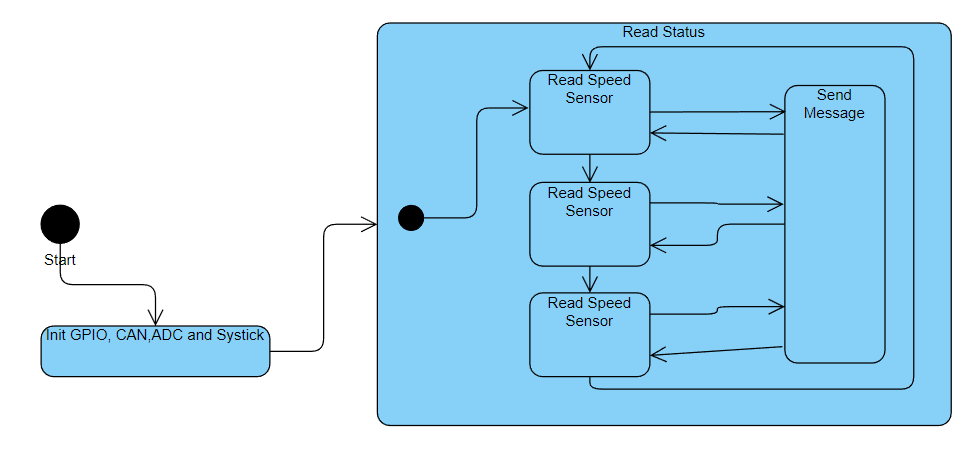 Read Status
Read Speed
Sensor
Send
Message
Read Speed
Sensor
Start
Read Speed
Sensor
Init GPIO, CAN,ADC and Systick